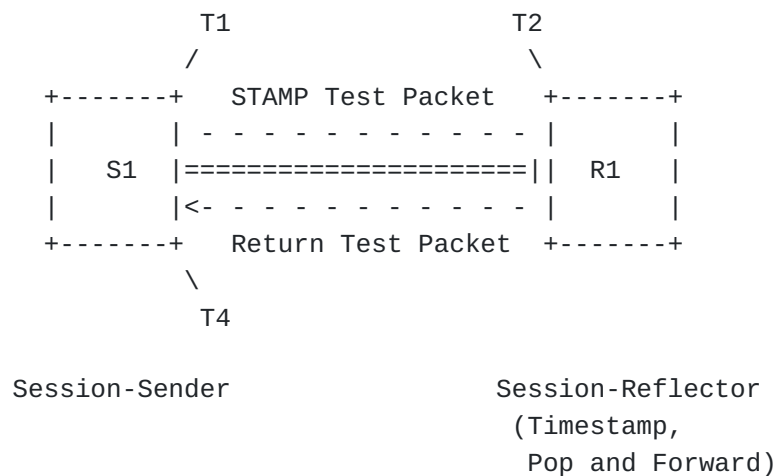 T1 T2
/ \
+-------+ STAMP Test Packet +-------+
| | - - - - - - - - - - - | |
| S1 |======================|| R1 |
| |<- - - - - - - - - - - | |
+-------+ Return Test Packet +-------+
\
T4
Session-Sender Session-Reflector
(Timestamp,
Pop and Forward)